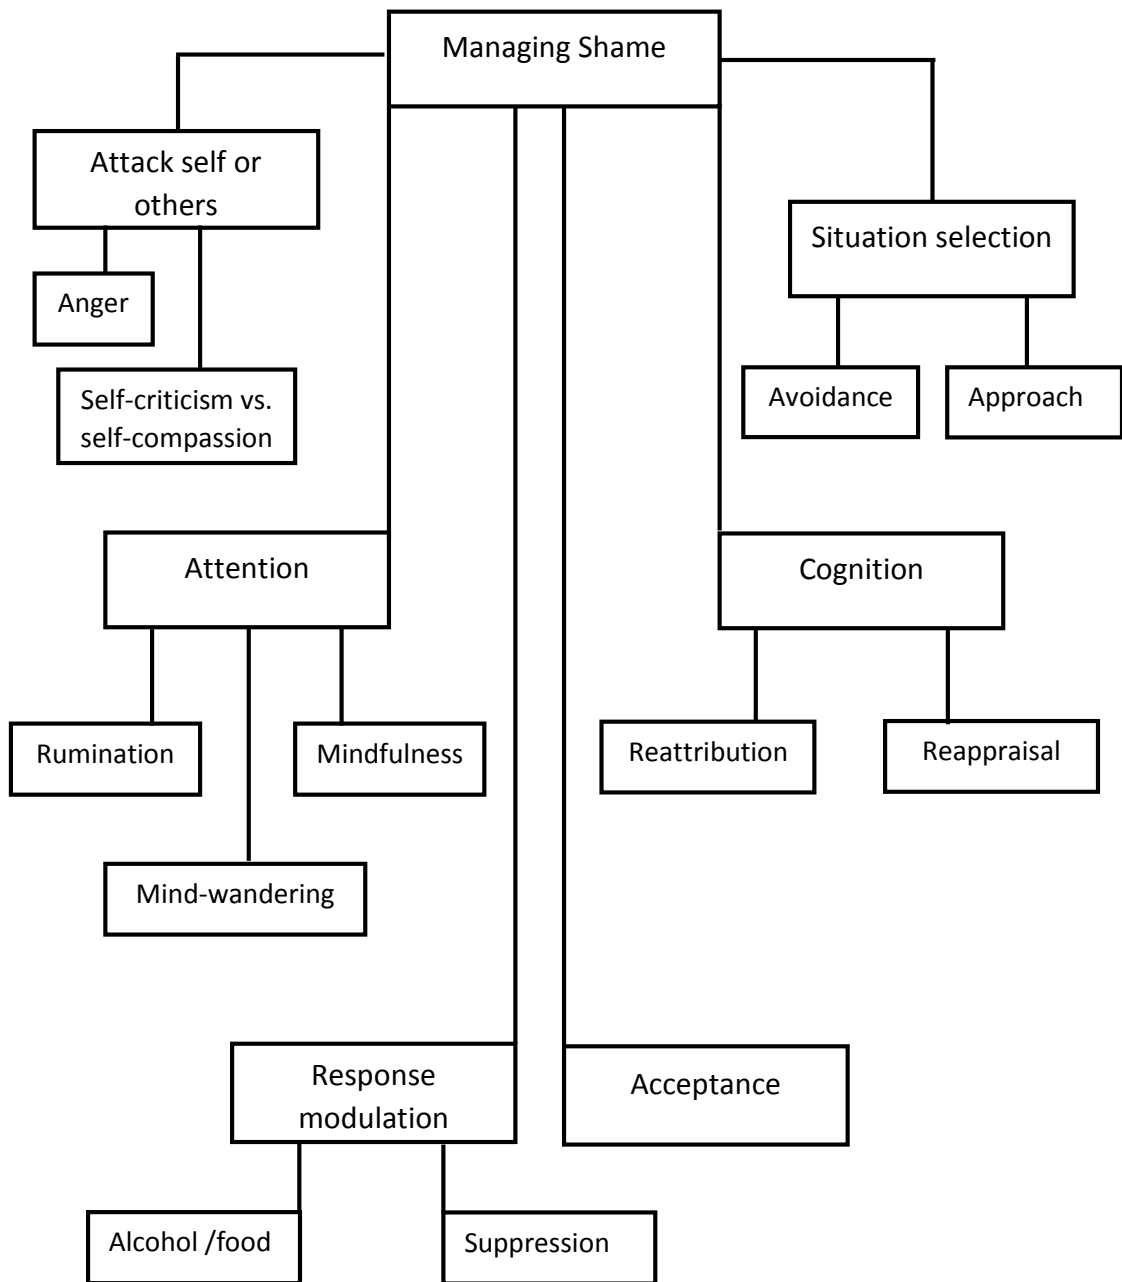 Managing Shame
Attack self or
others
Situation selection
Anger
Avoidance
Approach
Self-criticism vs.
self-compassion
Attention
Cognition
Rumination
Mindfulness
Reattribution
Reappraisal
Mind-wandering
Response
modulation
Acceptance
Alcohol /food
Suppression